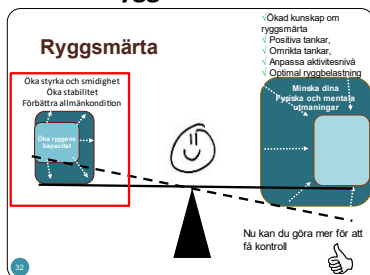 Ryggsmärta
√Ökad kunskap om
ryggsmärta
√ Positiva tankar,
√ Omrikta tankar,
√ Anpassa aktivitesnivå
√ Optimal ryggbelastning
Öka styrka och smidighet
Öka stabilitet
Förbättra allmänkondition
Öka ryggens
kapacitet
Minska dina
Fysiska och mentala
utmaningar
Nu kan du göra mer för att
få kontroll
32